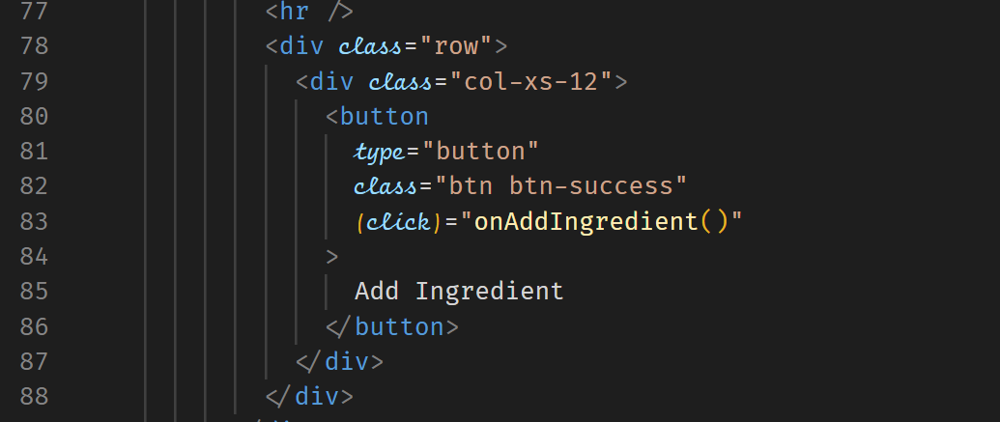 77 <hr />
78 <div class="row">
79 <div class="col-xs-12">
80 <button
81 type="button"
82 class="btn btn-success"
83 (click)="onAddIngredient()"
84 >
85 Add Ingredient
86 </button>
87 </div>
88 </div>